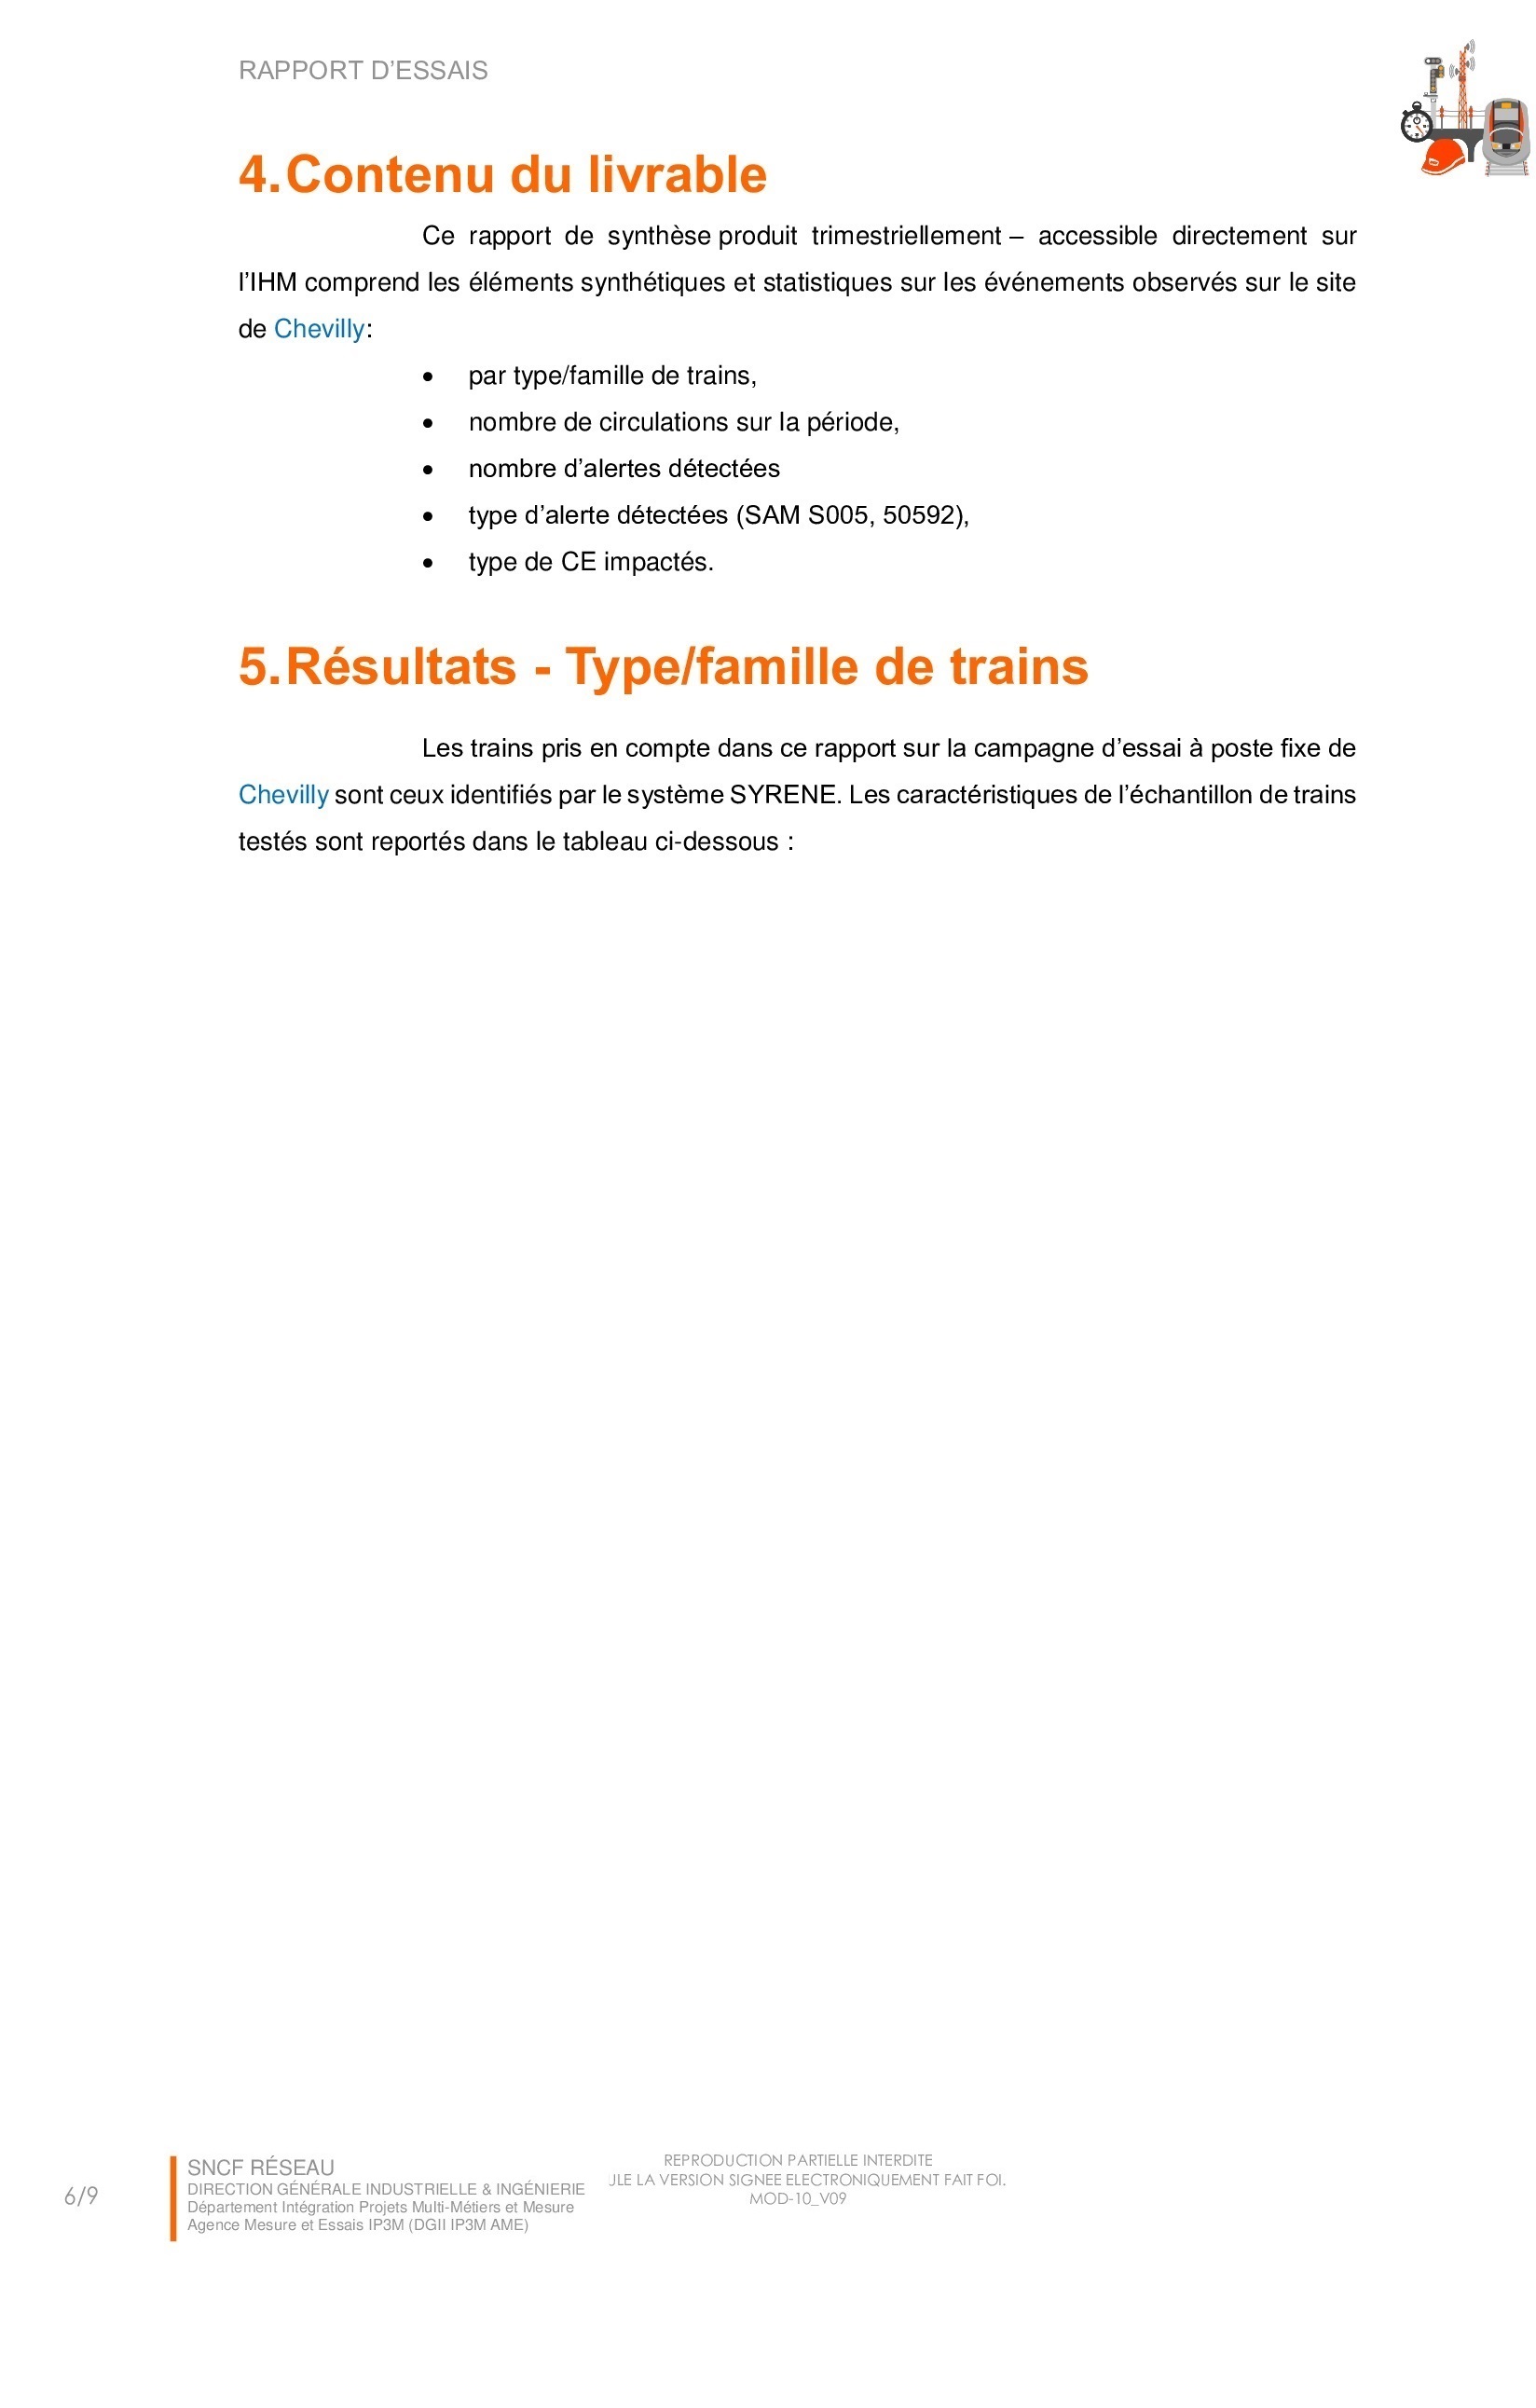 RAPPORT D’ESSAIS
4. Contenu du livrable
Ce rapport de synthèse produit trimestriellement – accessible directement sur
l’IHM comprend les éléments synthétiques et statistiques sur les événements observés sur le site
de Chevilly:
• par type/famille de trains,
• nombre de circulations sur la période,
• nombre d’alertes détectées
• type d’alerte détectées (SAM S005, 50592),
• type de CE impactés.
5. Résultats - Type/famille de trains
Les trains pris en compte dans ce rapport sur la campagne d’essai à poste fixe de
Chevilly sont ceux identifiés par le système SYRENE. Les caractéristiques de l’échantillon de trains
testés sont reportés dans le tableau ci-dessous :
6/9
SNCF RÉSEAU
DIRECTION GÉNÉRALE INDUSTRIELLE & INGÉNIERIE
Département Intégration Projets Multi-Métiers et Mesure
Agence Mesure et Essais IP3M (DGII IP3M AME)
REPRODUCTION PARTIELLE INTERDITE
LA VERSION SIGNEE ELECTRONIQUEMENT FAIT FOI.
MOD-10_V09